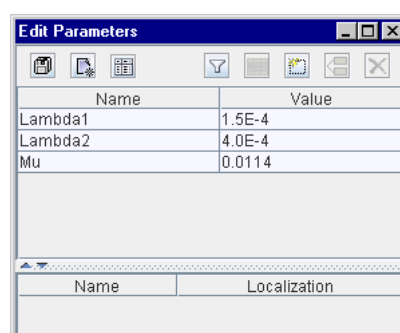 Edit Parameters
Name Value
Lambda1 1.5E-4
Lambda2 4.0E-4
Mu 0.0114
Name Localization